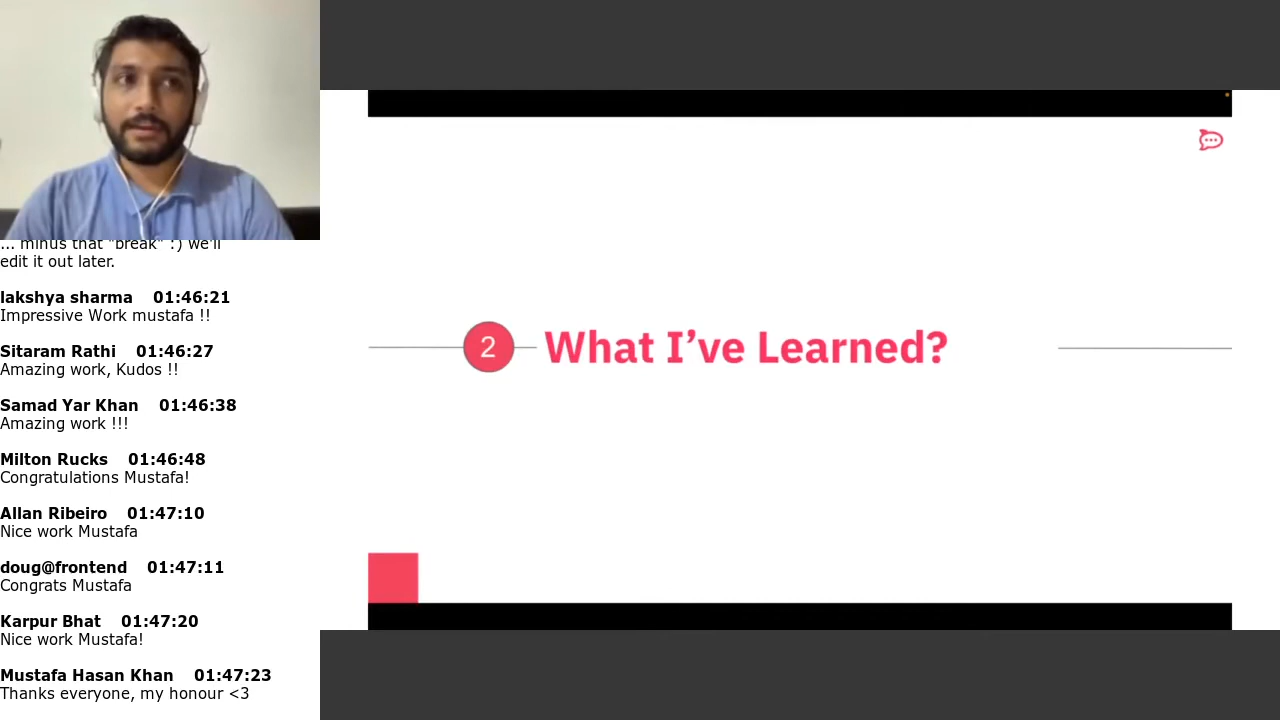 ... minus that "break" :) we'll
edit it out later.
lakshya sharma 01:46:21
Impressive Work mustafa !!
Sitaram Rathi 01:46:27
Amazing work, Kudos !!
Samad Yar Khan 01:46:38
Amazing work !!!
Milton Rucks 01:46:48
Congratulations Mustafa!
Allan Ribeiro 01:47:10
Nice work Mustafa
doug@frontend 01:47:11
Congrats Mustafa
Karpur Bhat 01:47:20
Nice work Mustafa!
Mustafa Hasan Khan 01:47:23
Thanks everyone, my honour <3
2 What I’ve Learned?